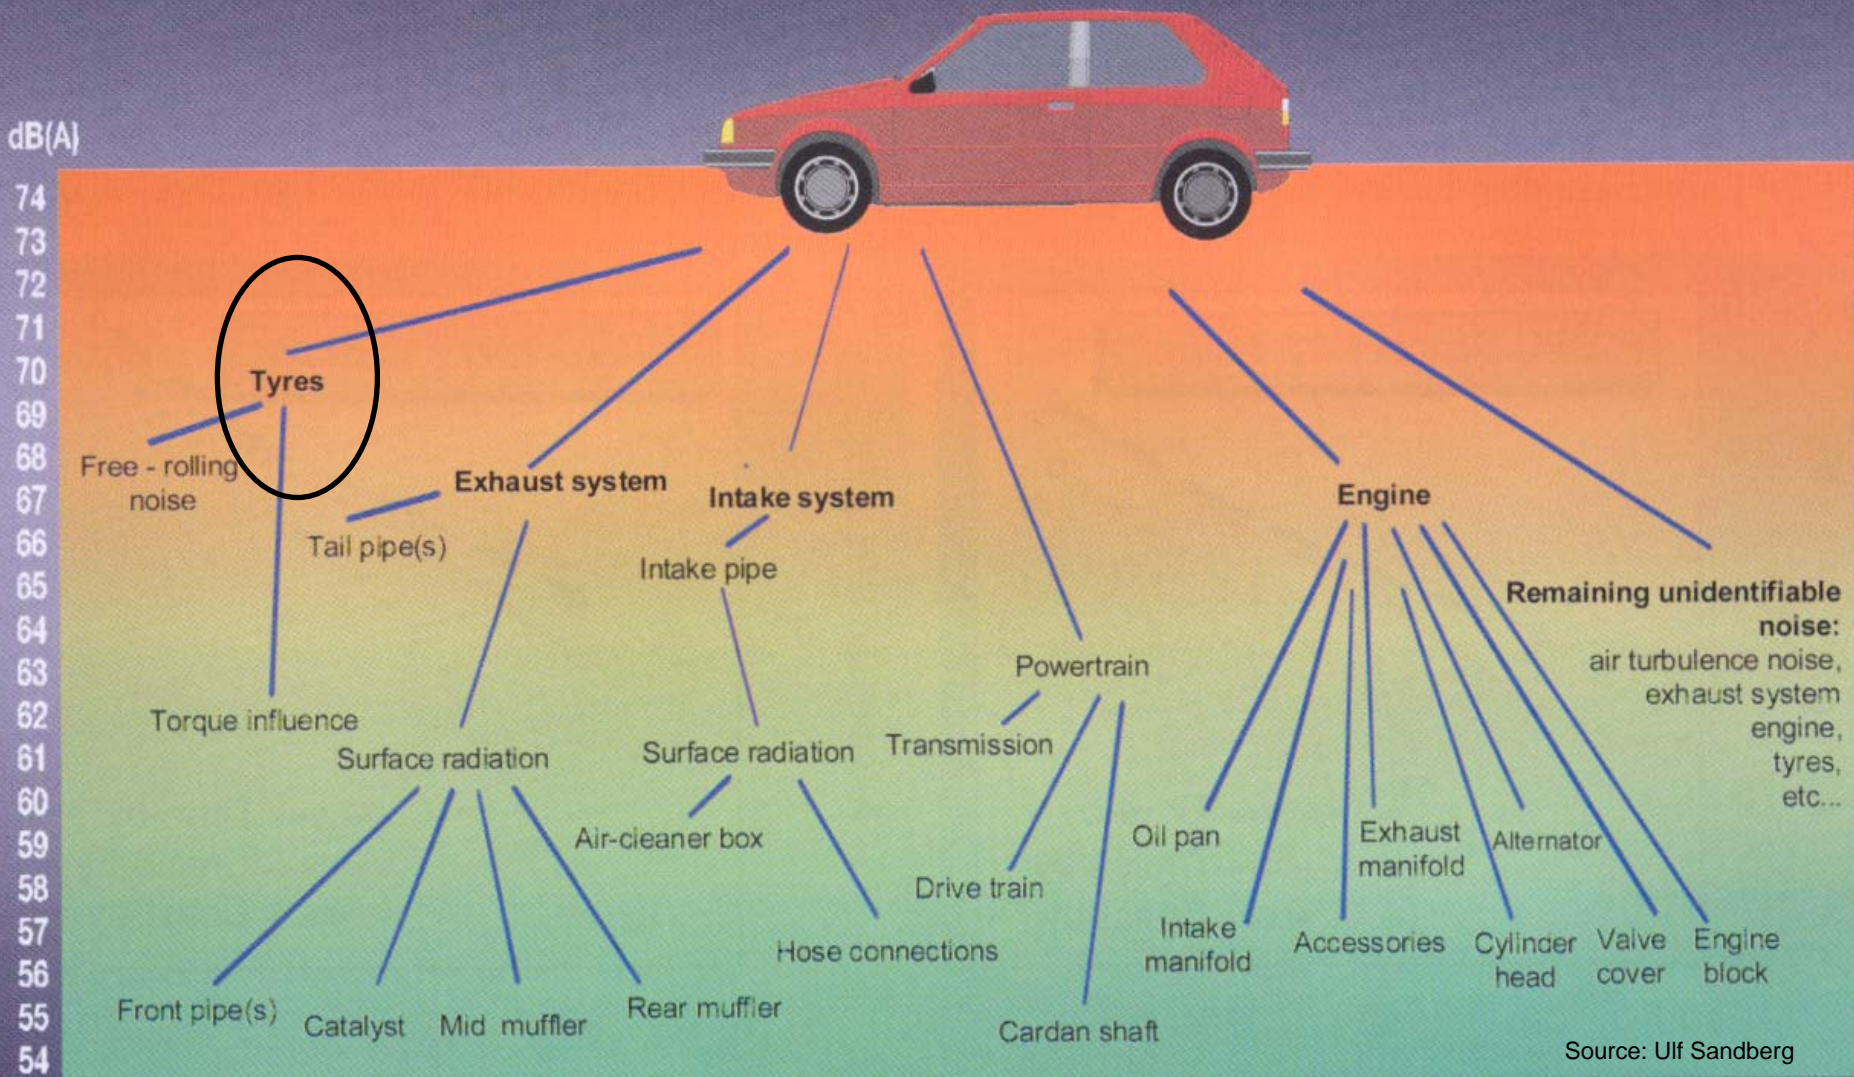 dB(A)
74
73
72
71
70
69
68
67
66
65
64
63
62
61
60
59
58
57
56
55
54
Tyres
Free - rolling
noise
Torque influence
Exhaust system
Tail pipe(s)
Surface radiation
Front pipe(s)
Catalyst
Mid muffler
Rear muffler
Intake system
Intake pipe
Surface radiation
Air-cleaner box
Hose connections
Powertrain
Transmission
Drive train
Cardan shaft
Engine
Oil pan
Intake
manifold
Accessories
Exhaust
manifold
Cylinder
head
Alternator
Valve
cover
Engine
block
Remaining unidentifiable
noise:
air turbulence noise,
exhaust system
engine,
tyres,
etc...
Source: Ulf Sandberg